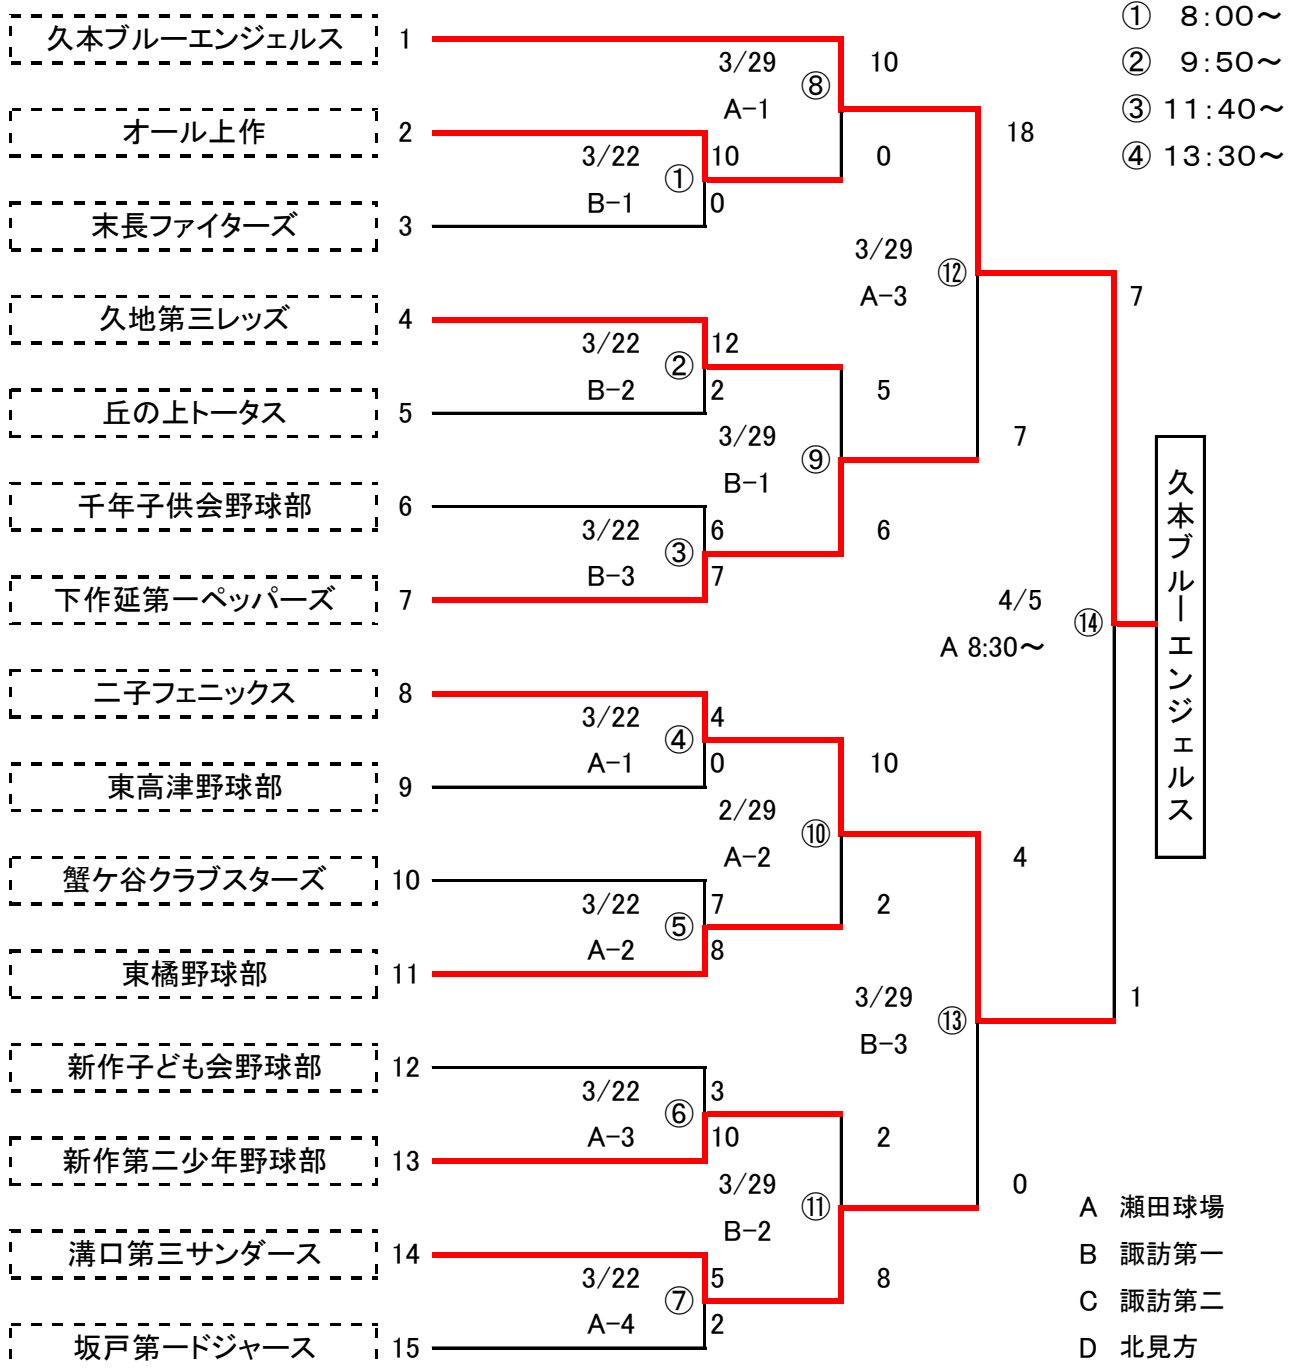 ① 8:00～
② 9:50～
③ 11:40～
④ 13:30～
久本ブルーエンジェルス 1
3/29 ⑧ 10
A-1
オール上作 2
18
3/22 ① 10
0
B-1 0
末長ファイターズ 3
3/29 ⑫
A-3
7
久地第三レッズ 4
3/22 ② 12
B-2 2
5
丘の上トータス 5
3/29 ⑨
7
B-1
千年子供会野球部 6
3/22 ③ 6
6
B-3 7
下作延第一ペッパーズ 7
4/5 ⑭
A 8:30～
久本ブルーエンジェルス
二子フェニックス 8
3/22 ④ 4
A-1 0
10
東高津野球部 9
2/29 ⑩
A-2
4
蟹ケ谷クラブスターズ 10
3/22 ⑤ 7
2
A-2 8
東橘野球部 11
3/29 ⑬
1
B-3
新作子ども会野球部 12
3/22 ⑥ 3
A-3 10
2
新作第二少年野球部 13
3/29 ⑪
0
B-2
溝口第三サンダース 14
3/22 ⑦ 5
8
A-4 2
坂戸第一ドジャース 15
A 瀬田球場
B 諏訪第一
C 諏訪第二
D 北見方